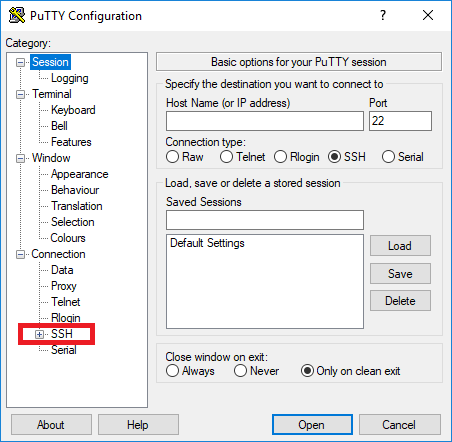 PuTTY Configuration
?
Category:
Session
Logging
Terminal
Keyboard
Bell
Features
Window
Appearance
Behaviour
Translation
Selection
Colours
Connection
Data
Proxy
Telnet
Rlogin
SSH
Serial
Basic options for your PuTTY session
Specify the destination you want to connect to
Host Name (or IP address) Port
22
Connection type:
Raw Telnet Rlogin SSH Serial
Load, save or delete a stored session
Saved Sessions
Default Settings
Load
Save
Delete
Close window on exit:
Always Never Only on clean exit
About Help Open Cancel